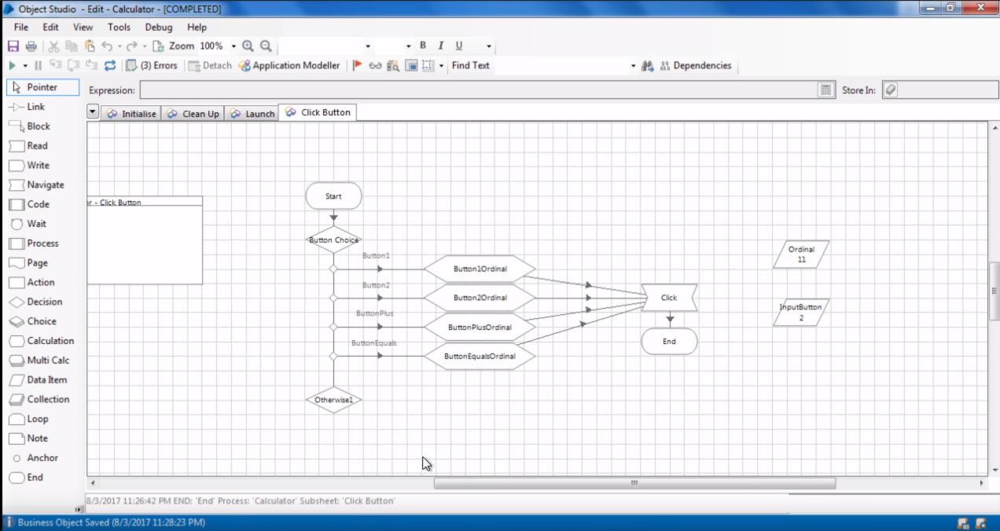 Object Studio - Edit - Calculator - [COMPLETED]
File Edit View Tools Debug Help
Zoom 100% B I U
(3) Errors Detach Application Modeller Find Text Dependencies
Pointer
Expression: Store In:
Link
Initialise Clean Up Launch Click Button
Block
Read
Write
Navigate
Code
Wait
Process
Page
Action
Decision
Choice
Calculation
Multi Calc
Data Item
Collection
Loop
Note
Anchor
End
r - Click Button
Start
Button Choice
Button1
Button1Ordinal
Button2
Button2Ordinal
ButtonPlus
ButtonPlusOrdinal
ButtonEquals
ButtonEqualsOrdinal
Otherwise1
Click
End
Ordinal
11
InputButton
2
8/3/2017 11:26:42 PM END: 'End' Process: 'Calculator' Subsheet: 'Click Button'
Business Object Saved (8/3/2017 11:28:23 PM)